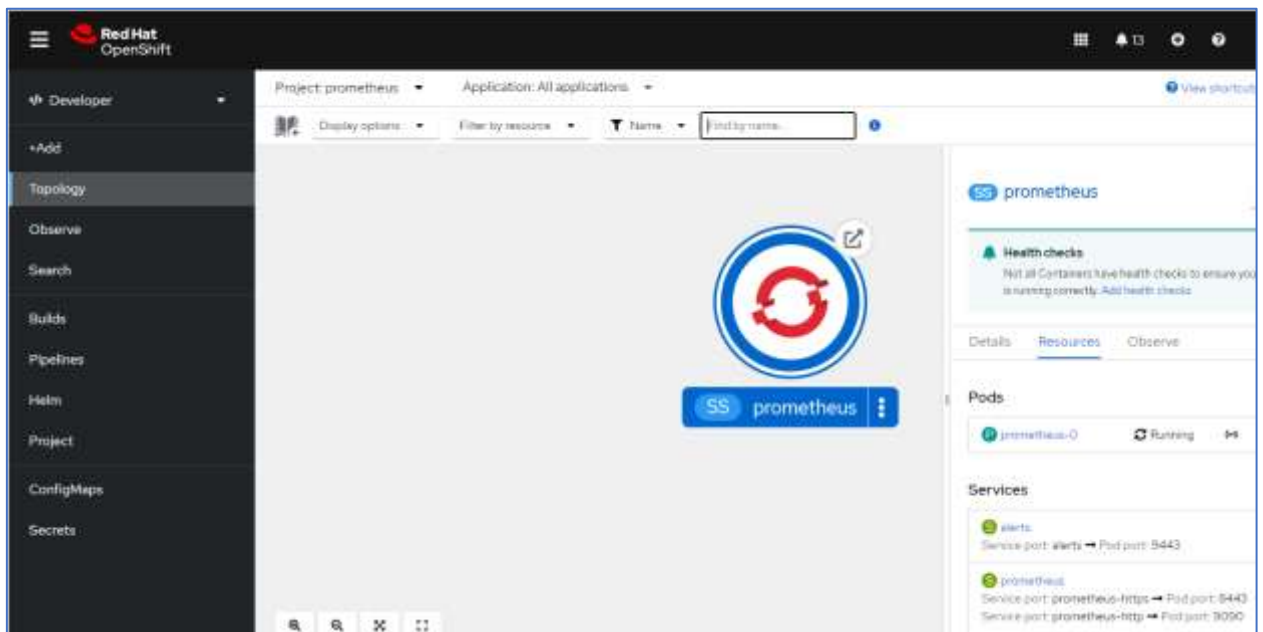 Red Hat
OpenShift
13
Developer
Project: prometheus
Application: All applications
View shortcuts
Display options
Filter by resource
Name
Find by name...
+Add
Topology
Observe
Search
Builds
Pipelines
Helm
Project
ConfigMaps
Secrets
SS prometheus
SS prometheus
Health checks
Not all Containers have health checks to ensure you
is running correctly. Add health checks
Details Resources Observe
Pods
P prometheus-0 Running
Services
S alerts
Service port: alerts → Pod port: 9443
S prometheus
Service port: prometheus-https → Pod port: 8443
Service port: prometheus-http → Pod port: 9090